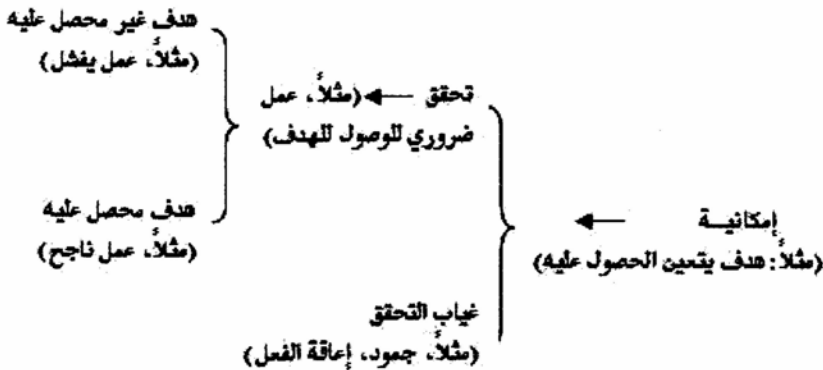 هدف غير محصل عليه
(مثلاً، عمل يفشل)
تحقق ← (مثلاً، عمل
ضروري للوصول للهدف)
هدف محصل عليه
(مثلاً، عمل ناجح)
إمكانيــة ←
(مثلاً: هدف يتعين الحصول عليه)
غياب التحقق
(مثلاً، جمود، إعاقة الفعل)